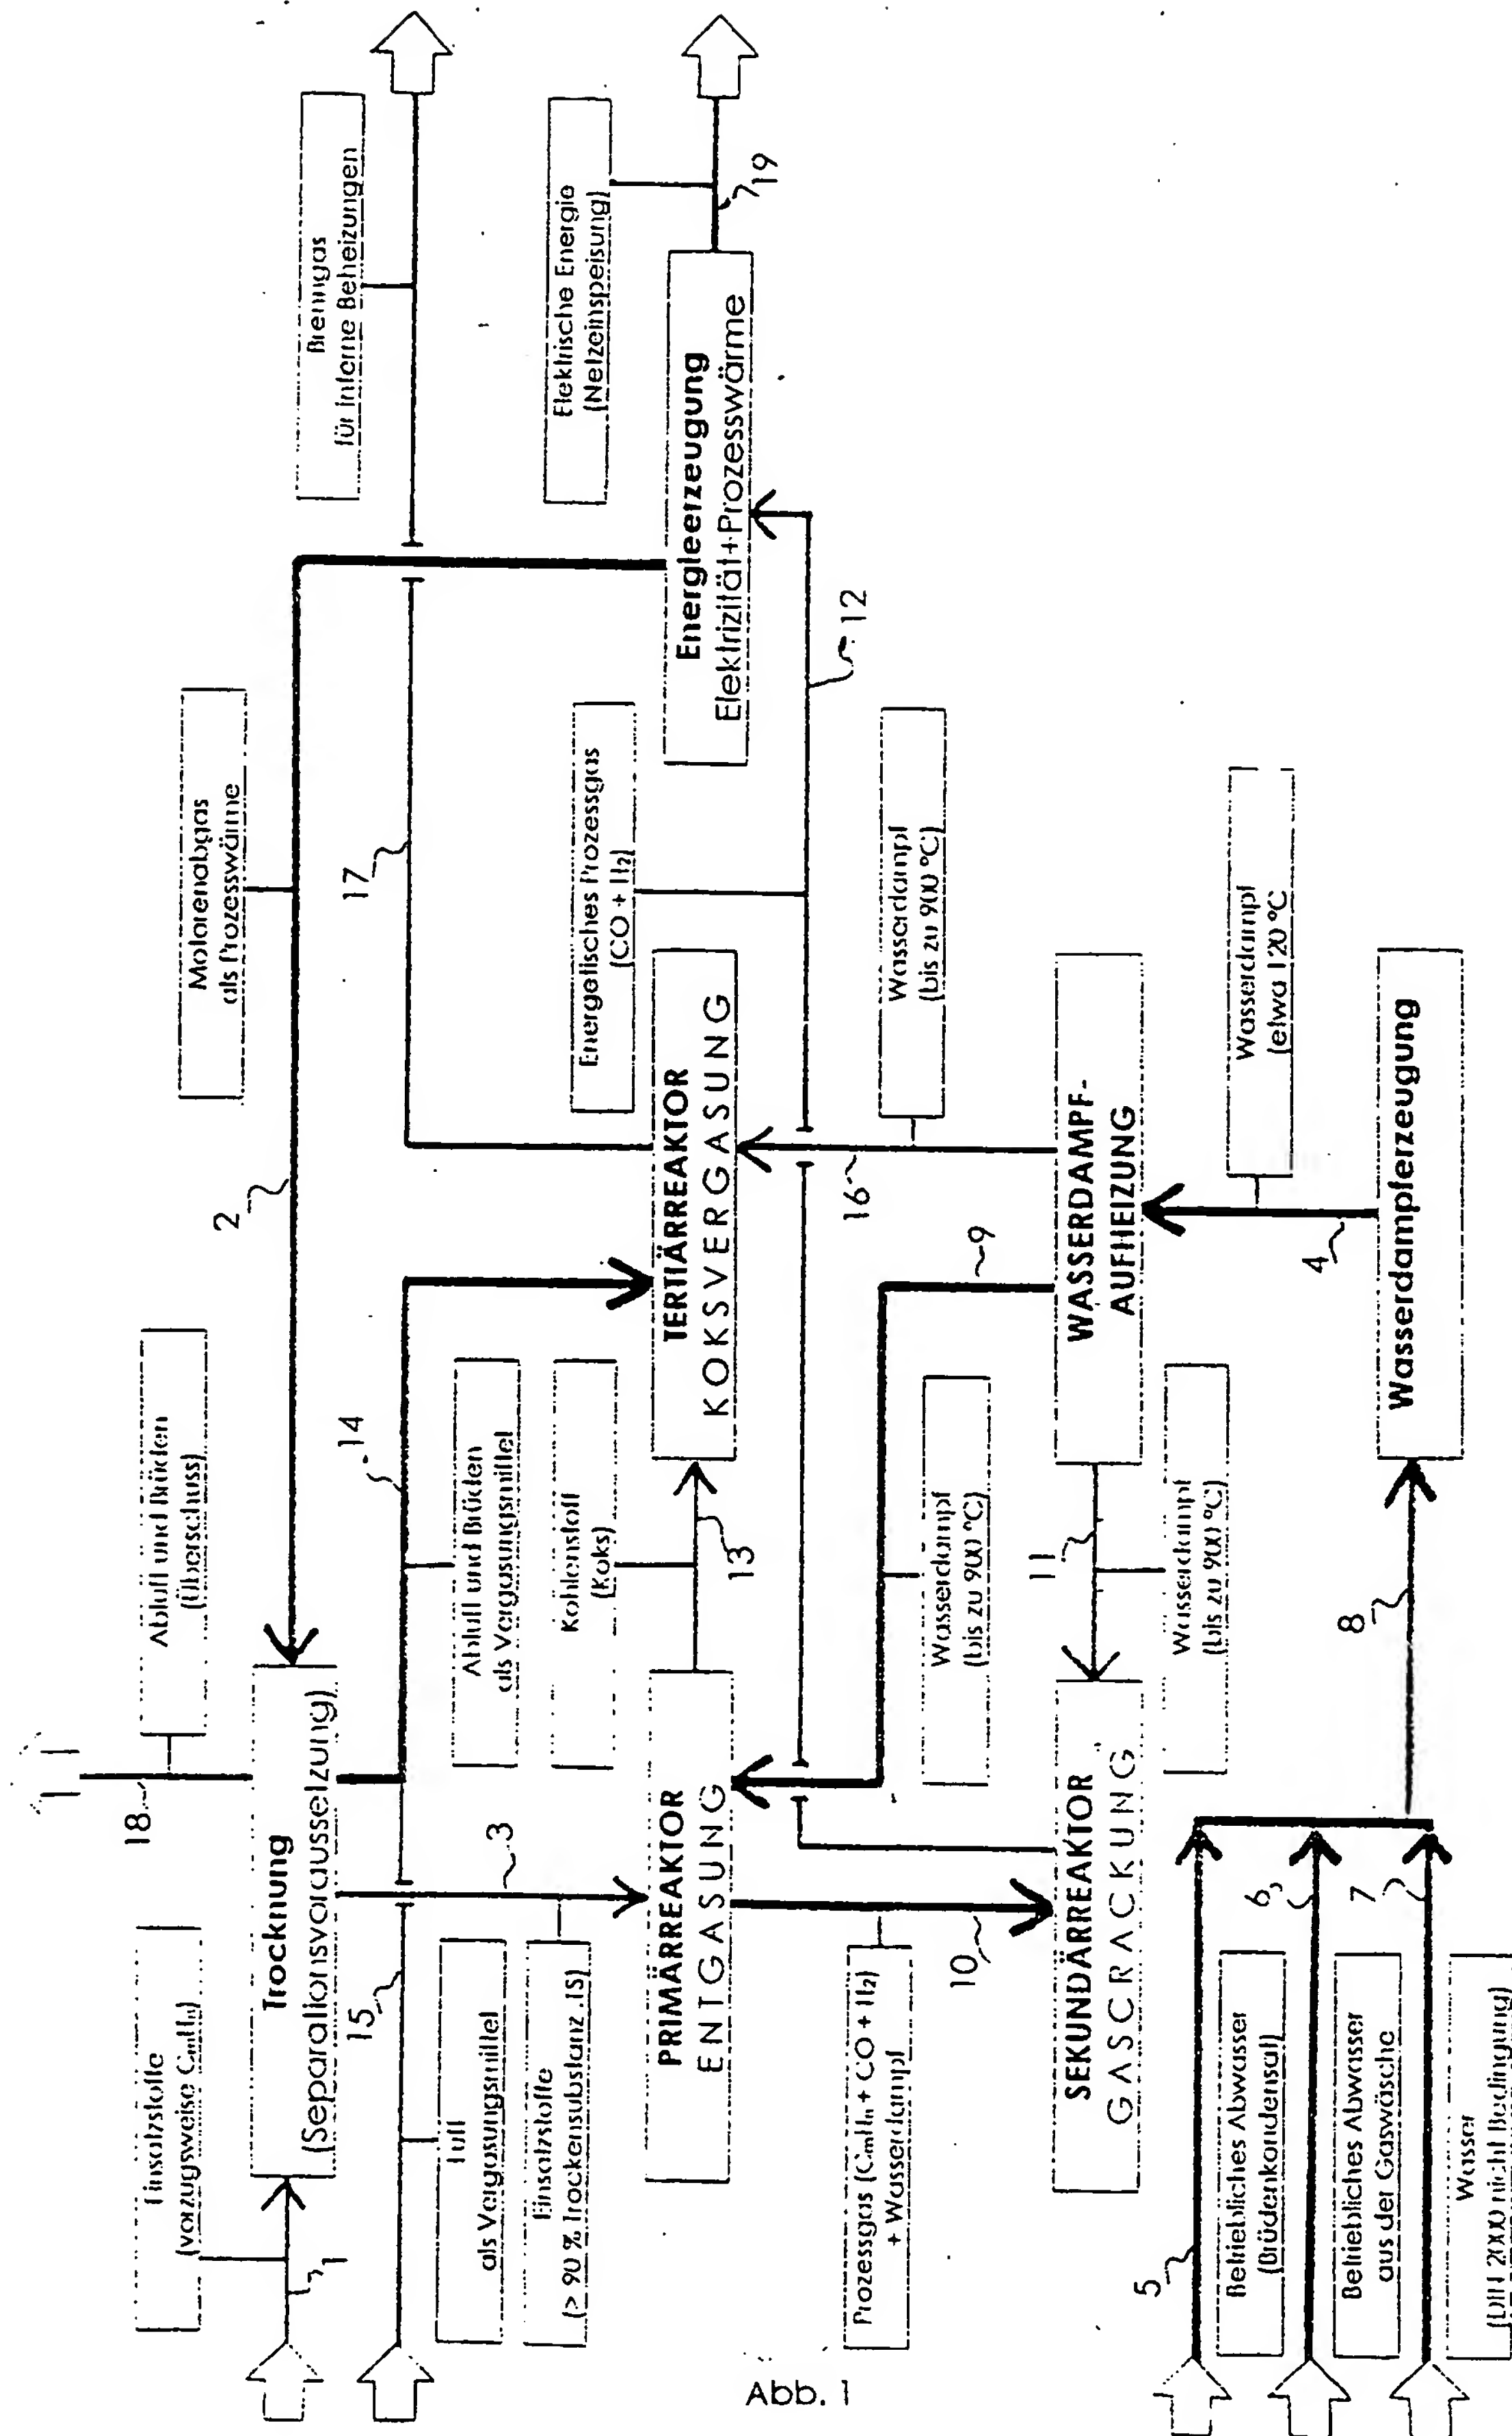 18
Abluft und Brüden
(Überschuss)
2
Motorenabgas
als Prozesswärme
Brenngas
für interne Beheizungen
Einsatzstoffe
(vorzugsweise CmHn)
1
Trocknung
(Separationsvoraussetzung)
14
17
15
Luft
als Vergasungsmittel
Abluft und Brüden
als Vergasungsmittel
Einsatzstoffe
(≥ 90 % Trockensubstanz .TS)
3
Kohlenstoff
(Koks)
13
Energetisches Prozessgas
(CO + H₂)
Elektrische Energie
(Netzeinspeisung)
PRIMÄRREAKTOR
ENTGASUNG
TERTIÄRREAKTOR
KOKSVERGASUNG
Energieerzeugung
Elektrizität+Prozesswärme
19
12
Prozessgas (CmHn + CO + H₂)
+ Wasserdampf
10
Wasserdampf
(bis zu 900 °C)
9
16
Wasserdampf
(bis zu 900 °C)
SEKUNDÄRREAKTOR
GASCRACKUNG
11
Wasserdampf
(bis zu 900 °C)
WASSERDAMPF-
AUFHEIZUNG
4
Wasserdampf
(etwa 120 °C
5
Betriebliches Abwasser
(Brüdenkondensat)
6
Betriebliches Abwasser
aus der Gaswäsche
7
Wasser
(DIN 2000 nicht Bedingung)
8
Wasserdampferzeugung
Abb. 1